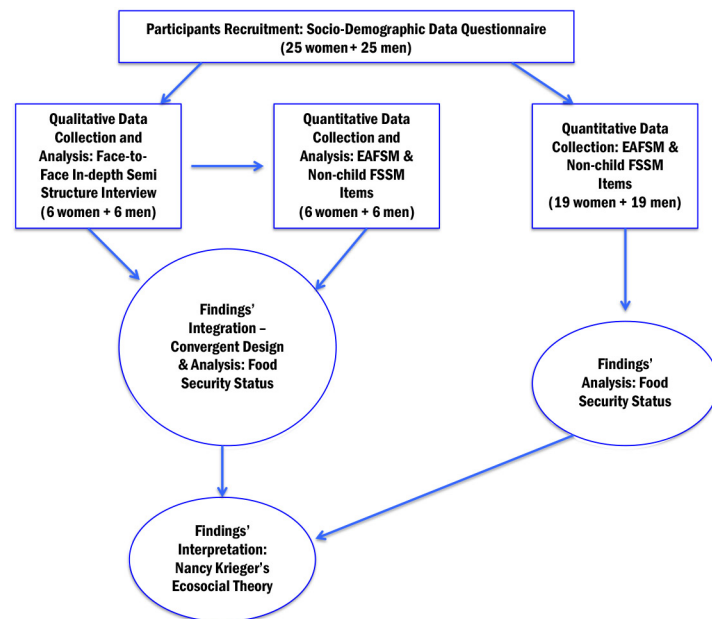 Participants Recruitment: Socio-Demographic Data Questionnaire
(25 women + 25 men)
Qualitative Data
Collection and
Analysis: Face-to-
Face In-depth Semi
Structure Interview
(6 women + 6 men)
Quantitative Data
Collection and
Analysis: EAFSM &
Non-child FSSM
Items
(6 women + 6 men)
Quantitative Data
Collection: EAFSM &
Non-child FSSM
Items
(19 women + 19 men)
Findings'
Integration –
Convergent Design
& Analysis: Food
Security Status
Findings'
Analysis: Food
Security Status
Findings'
Interpretation:
Nancy Krieger's
Ecosocial Theory